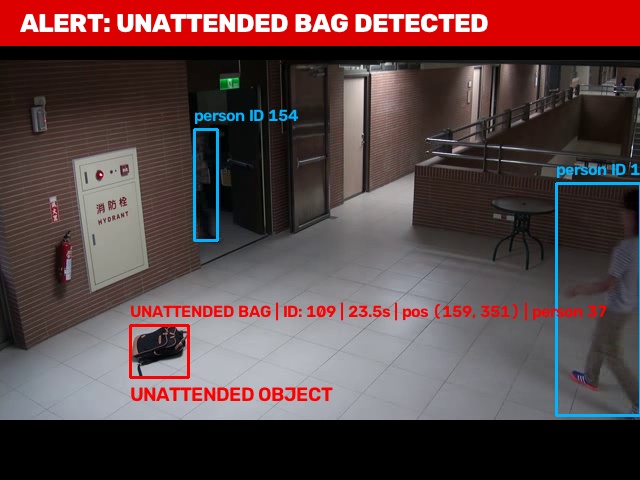 ALERT: UNATTENDED BAG DETECTED
person ID 154
person ID 1
消防栓
HYDRANT
UNATTENDED BAG | ID: 109 | 23.5s | pos (159, 351) | person 37
UNATTENDED OBJECT